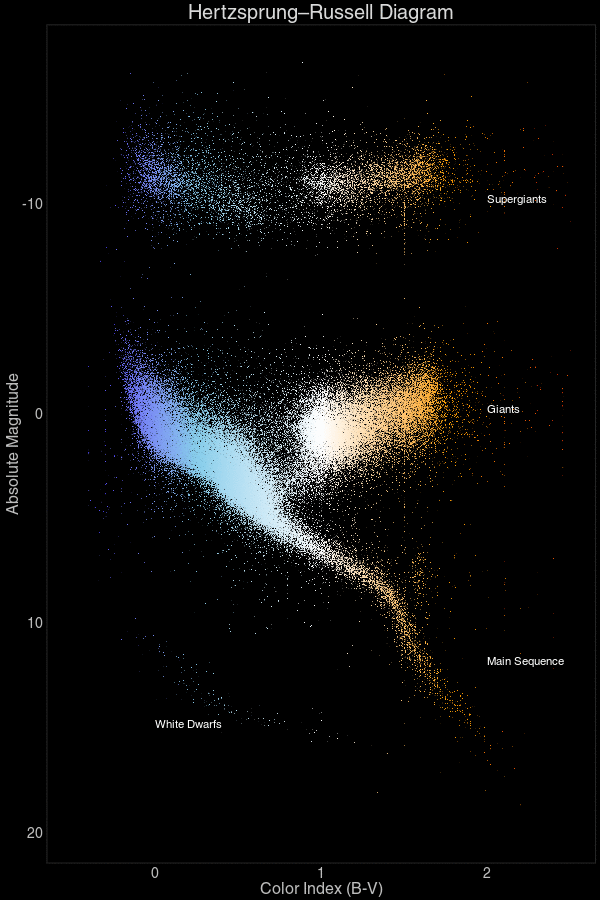 Hertzsprung–Russell Diagram
Supergiants
-10
Giants
0
Absolute Magnitude
10
Main Sequence
White Dwarfs
20
0 1 2
Color Index (B-V)